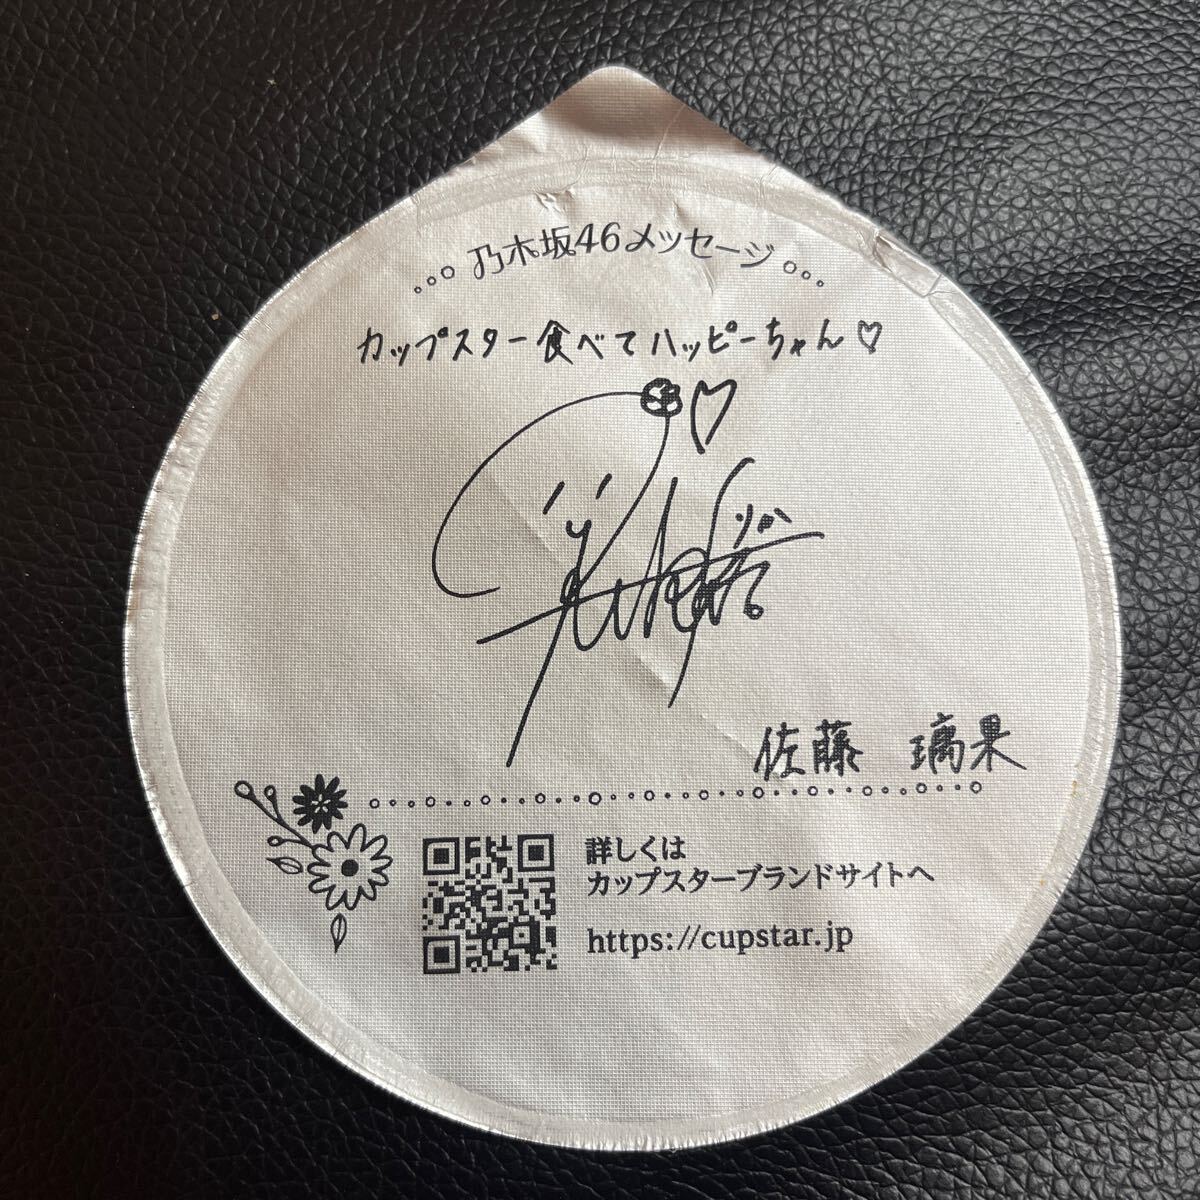 乃木坂46メッセージ
カップスター食べてハッピーちゃん♡
りか
佐藤 璃果
詳しくは
カップスターブランドサイトへ
https://cupstar.jp